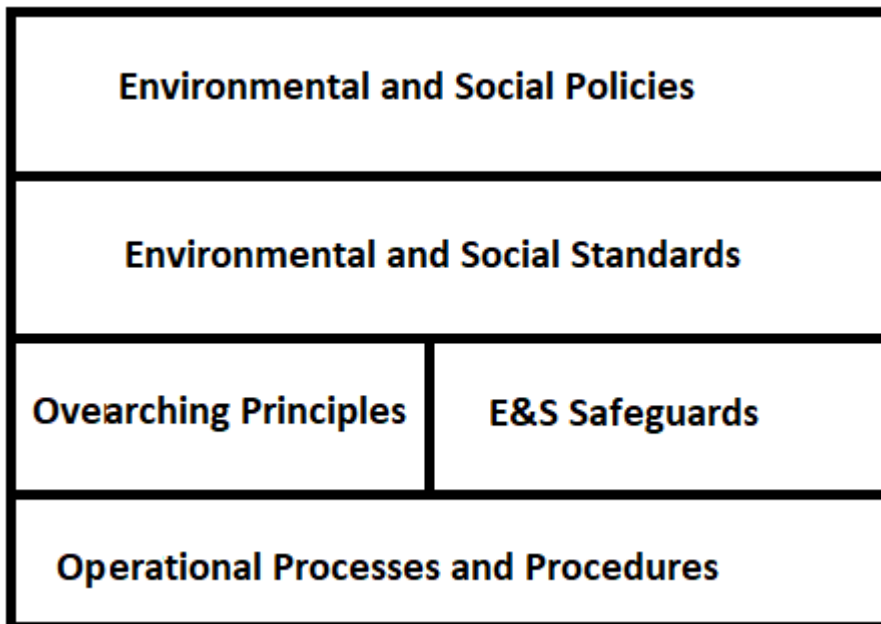 Environmental and Social Policies
Environmental and Social Standards
Ovearching Principles
E&S Safeguards
Operational Processes and Procedures